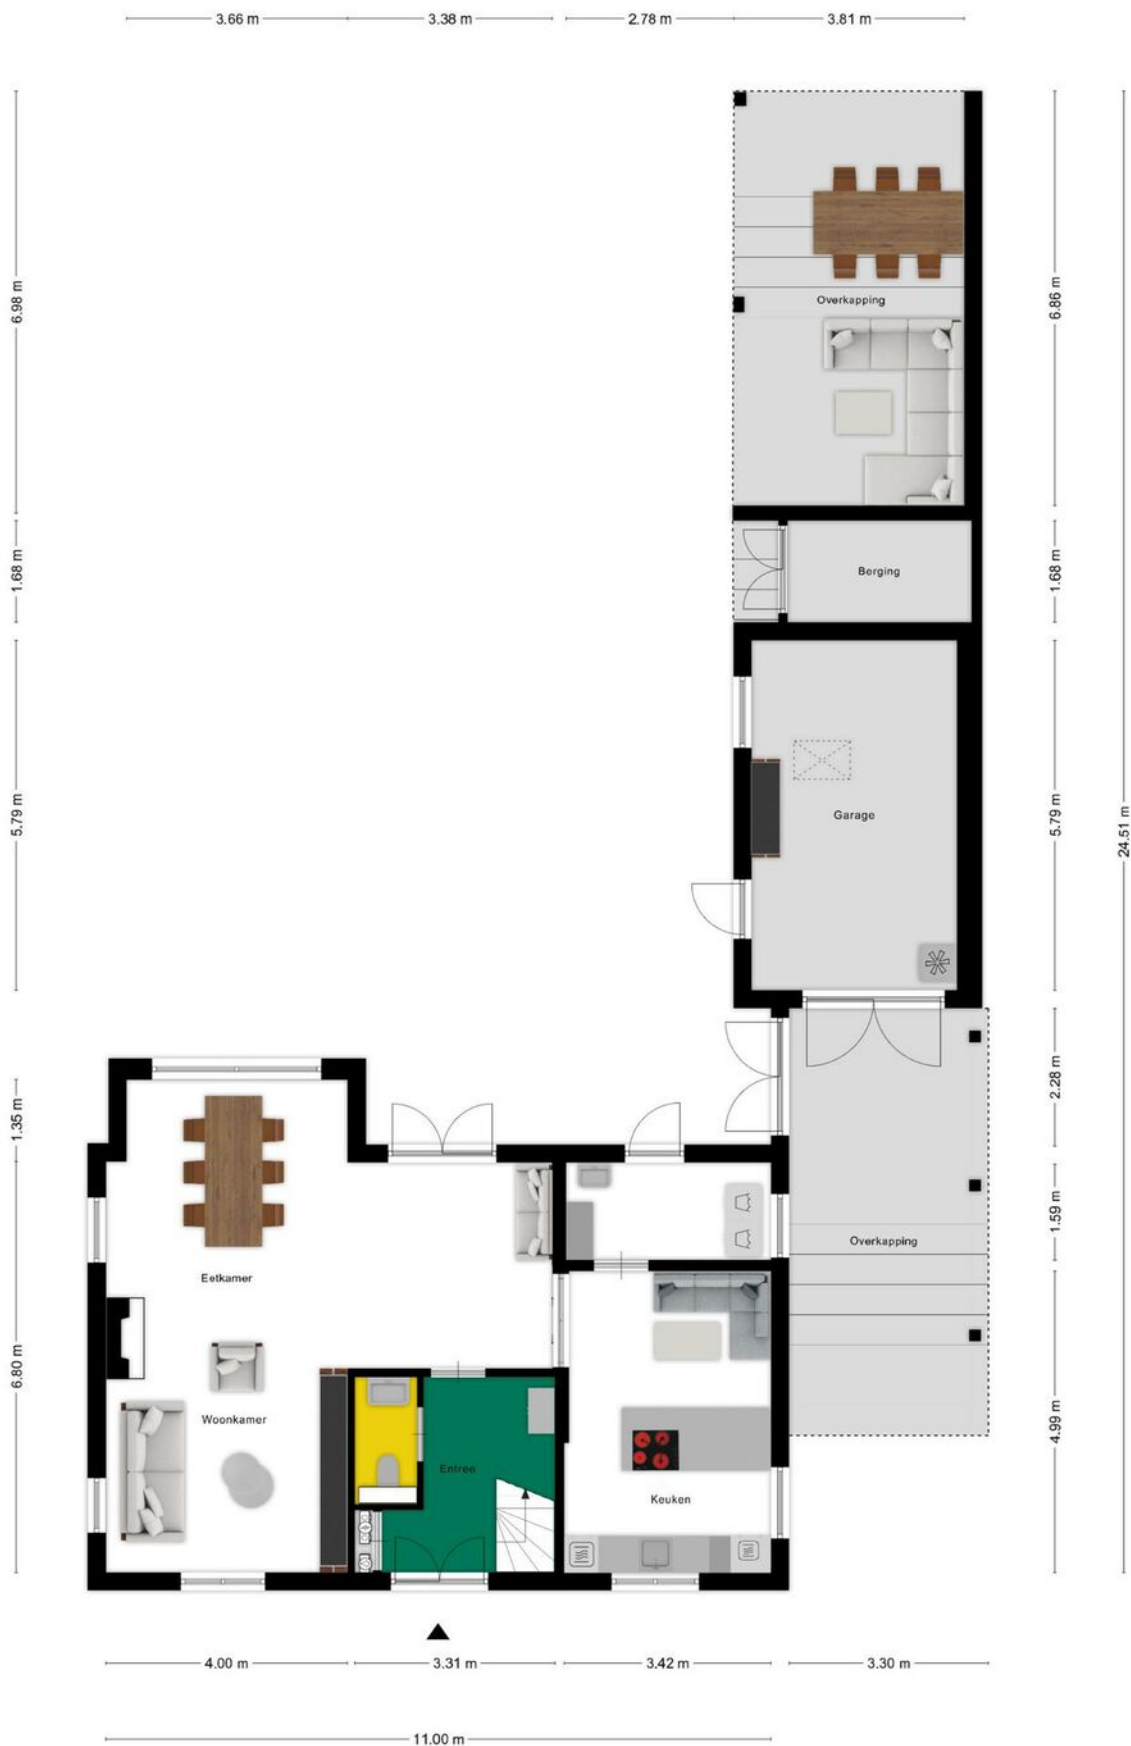 3.66 m
3.38 m
2.78 m
3.81 m
6.98 m
6.86 m
Overkapping
1.68 m
Berging
1.68 m
5.79 m
Garage
5.79 m
24.51 m
2.28 m
1.35 m
1.59 m
Overkapping
Eetkamer
6.80 m
Woonkamer
4.99 m
Entree
Keuken
4.00 m
3.31 m
3.42 m
3.30 m
11.00 m